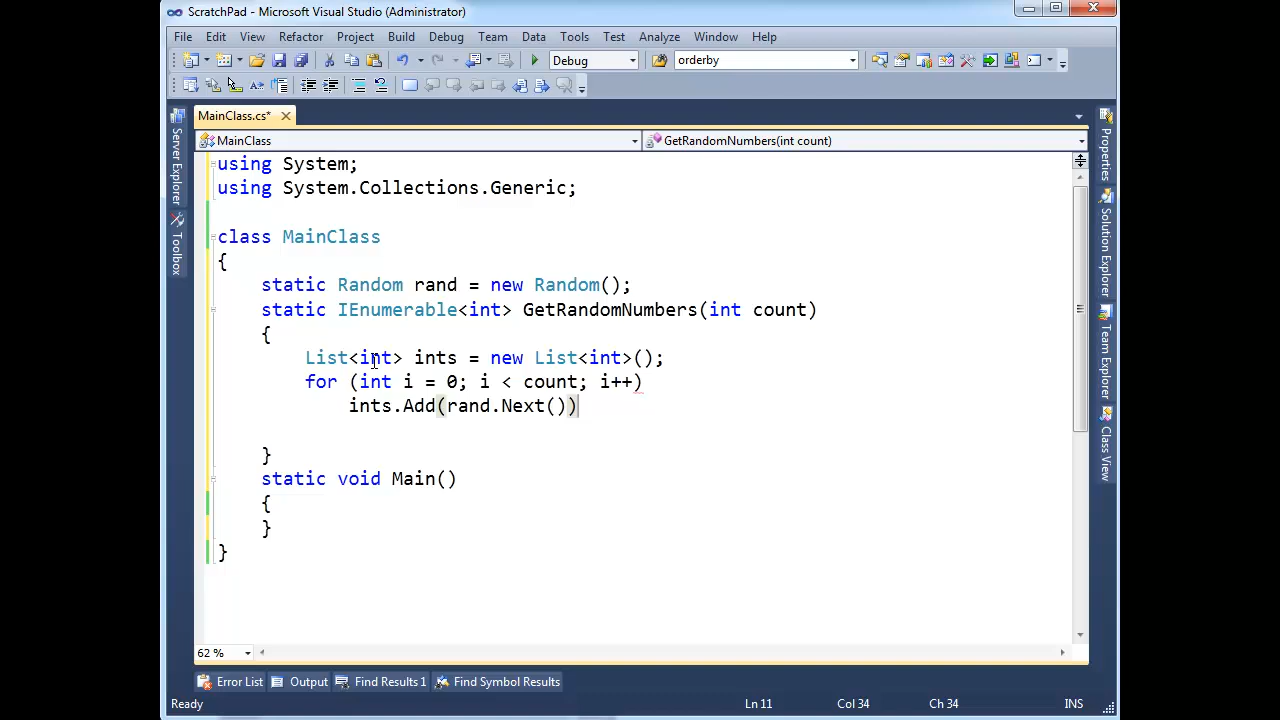 ScratchPad - Microsoft Visual Studio (Administrator)
File Edit View Refactor Project Build Debug Team Data Tools Test Analyze Window Help
Debug orderby
MainClass.cs*
MainClass GetRandomNumbers(int count)
using System;
using System.Collections.Generic;
class MainClass
{
static Random rand = new Random();
static IEnumerable<int> GetRandomNumbers(int count)
{
List<int> ints = new List<int>();
for (int i = 0; i < count; i++)
ints.Add(rand.Next())
}
static void Main()
{
}
}
Server Explorer
Toolbox
Properties
Solution Explorer
Team Explorer
Class View
62 %
Error List Output Find Results 1 Find Symbol Results
Ready Ln 11 Col 34 Ch 34 INS